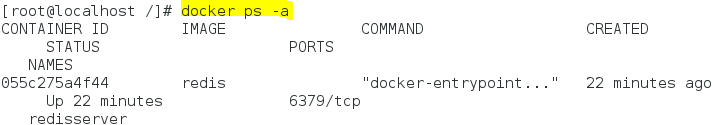 [root@localhost /]# docker ps -a
CONTAINER ID IMAGE COMMAND CREATED
STATUS PORTS
NAMES
055c275a4f44 redis "docker-entrypoint..." 22 minutes ago
Up 22 minutes 6379/tcp
redisserver